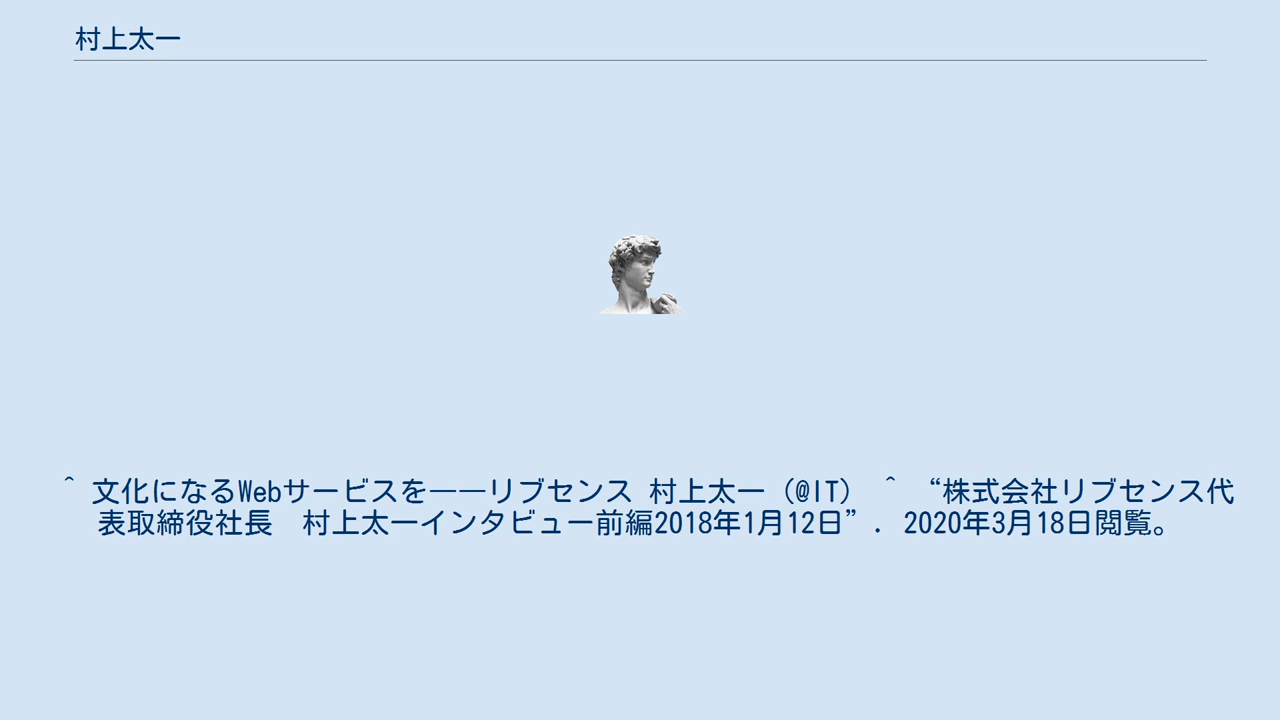 村上太一
^ 文化になるWebサービスを――リブセンス 村上太一（@IT） ^ “株式会社リブセンス代
表取締役社長　村上太一インタビュー前編2018年1月12日”. 2020年3月18日閲覧。